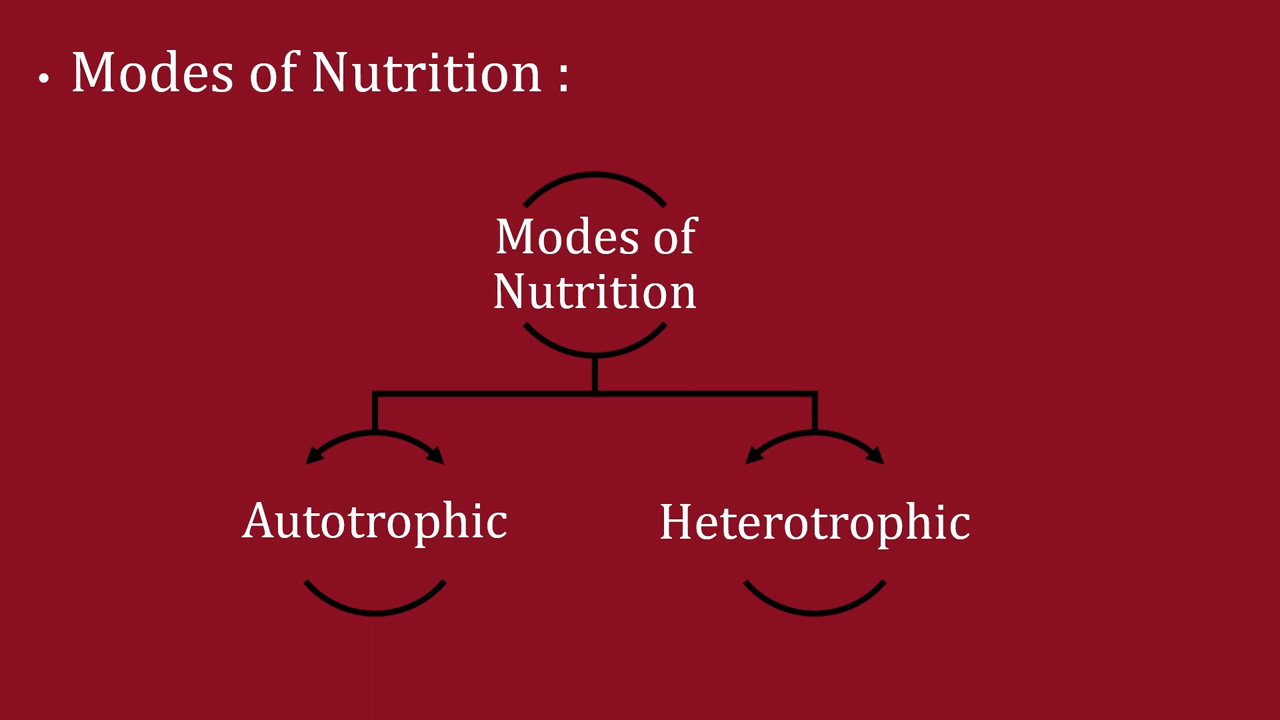 • Modes of Nutrition :
Modes of
Nutrition
Autotrophic
Heterotrophic